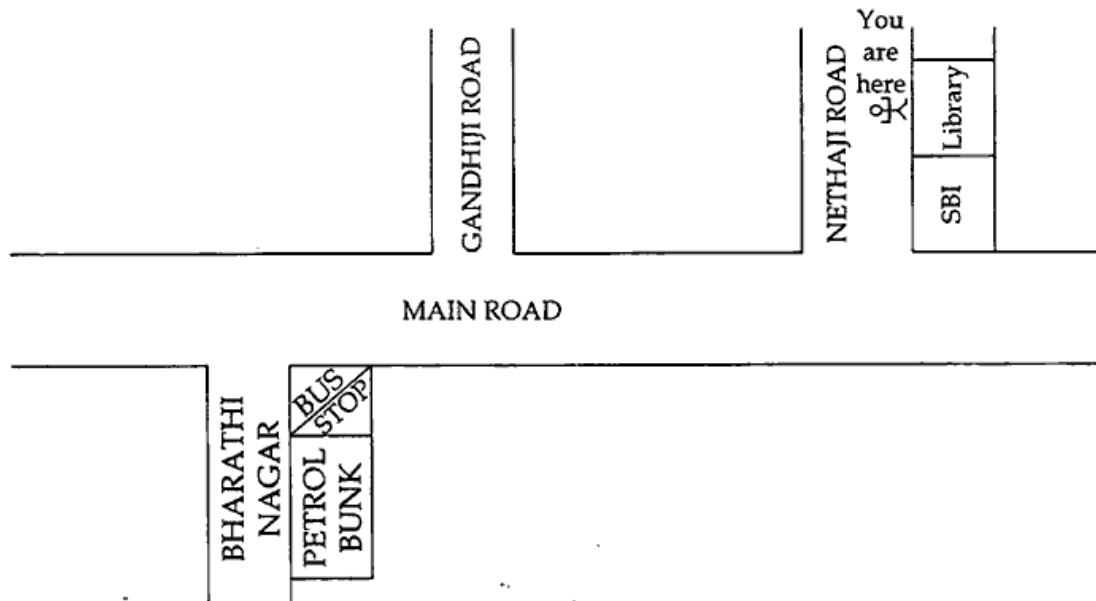 You
are
here
GANDHIJI ROAD
NETHAJI ROAD
Library
SBI
MAIN ROAD
BUS
STOP
BHARATHI
NAGAR
PETROL
BUNK